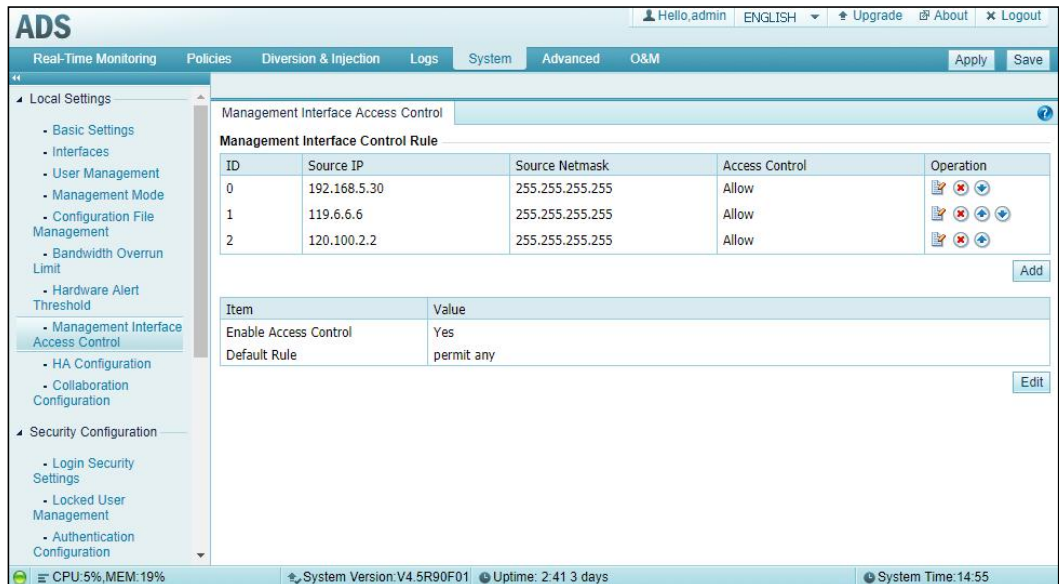 ADS
Hello,admin ENGLISH Upgrade About Logout
Real-Time Monitoring Policies Diversion & Injection Logs System Advanced O&M Apply Save
Local Settings
Basic Settings
Interfaces
User Management
Management Mode
Configuration File
Management
Bandwidth Overrun
Limit
Hardware Alert
Threshold
Management Interface
Access Control
HA Configuration
Collaboration
Configuration
Security Configuration
Login Security
Settings
Locked User
Management
Authentication
Configuration
Management Interface Access Control
Management Interface Control Rule
ID Source IP Source Netmask Access Control Operation
0 192.168.5.30 255.255.255.255 Allow
1 119.6.6.6 255.255.255.255 Allow
2 120.100.2.2 255.255.255.255 Allow
Add
Item Value
Enable Access Control Yes
Default Rule permit any
Edit
CPU:5%,MEM:19% System Version:V4.5R90F01 Uptime: 2:41 3 days System Time:14:55